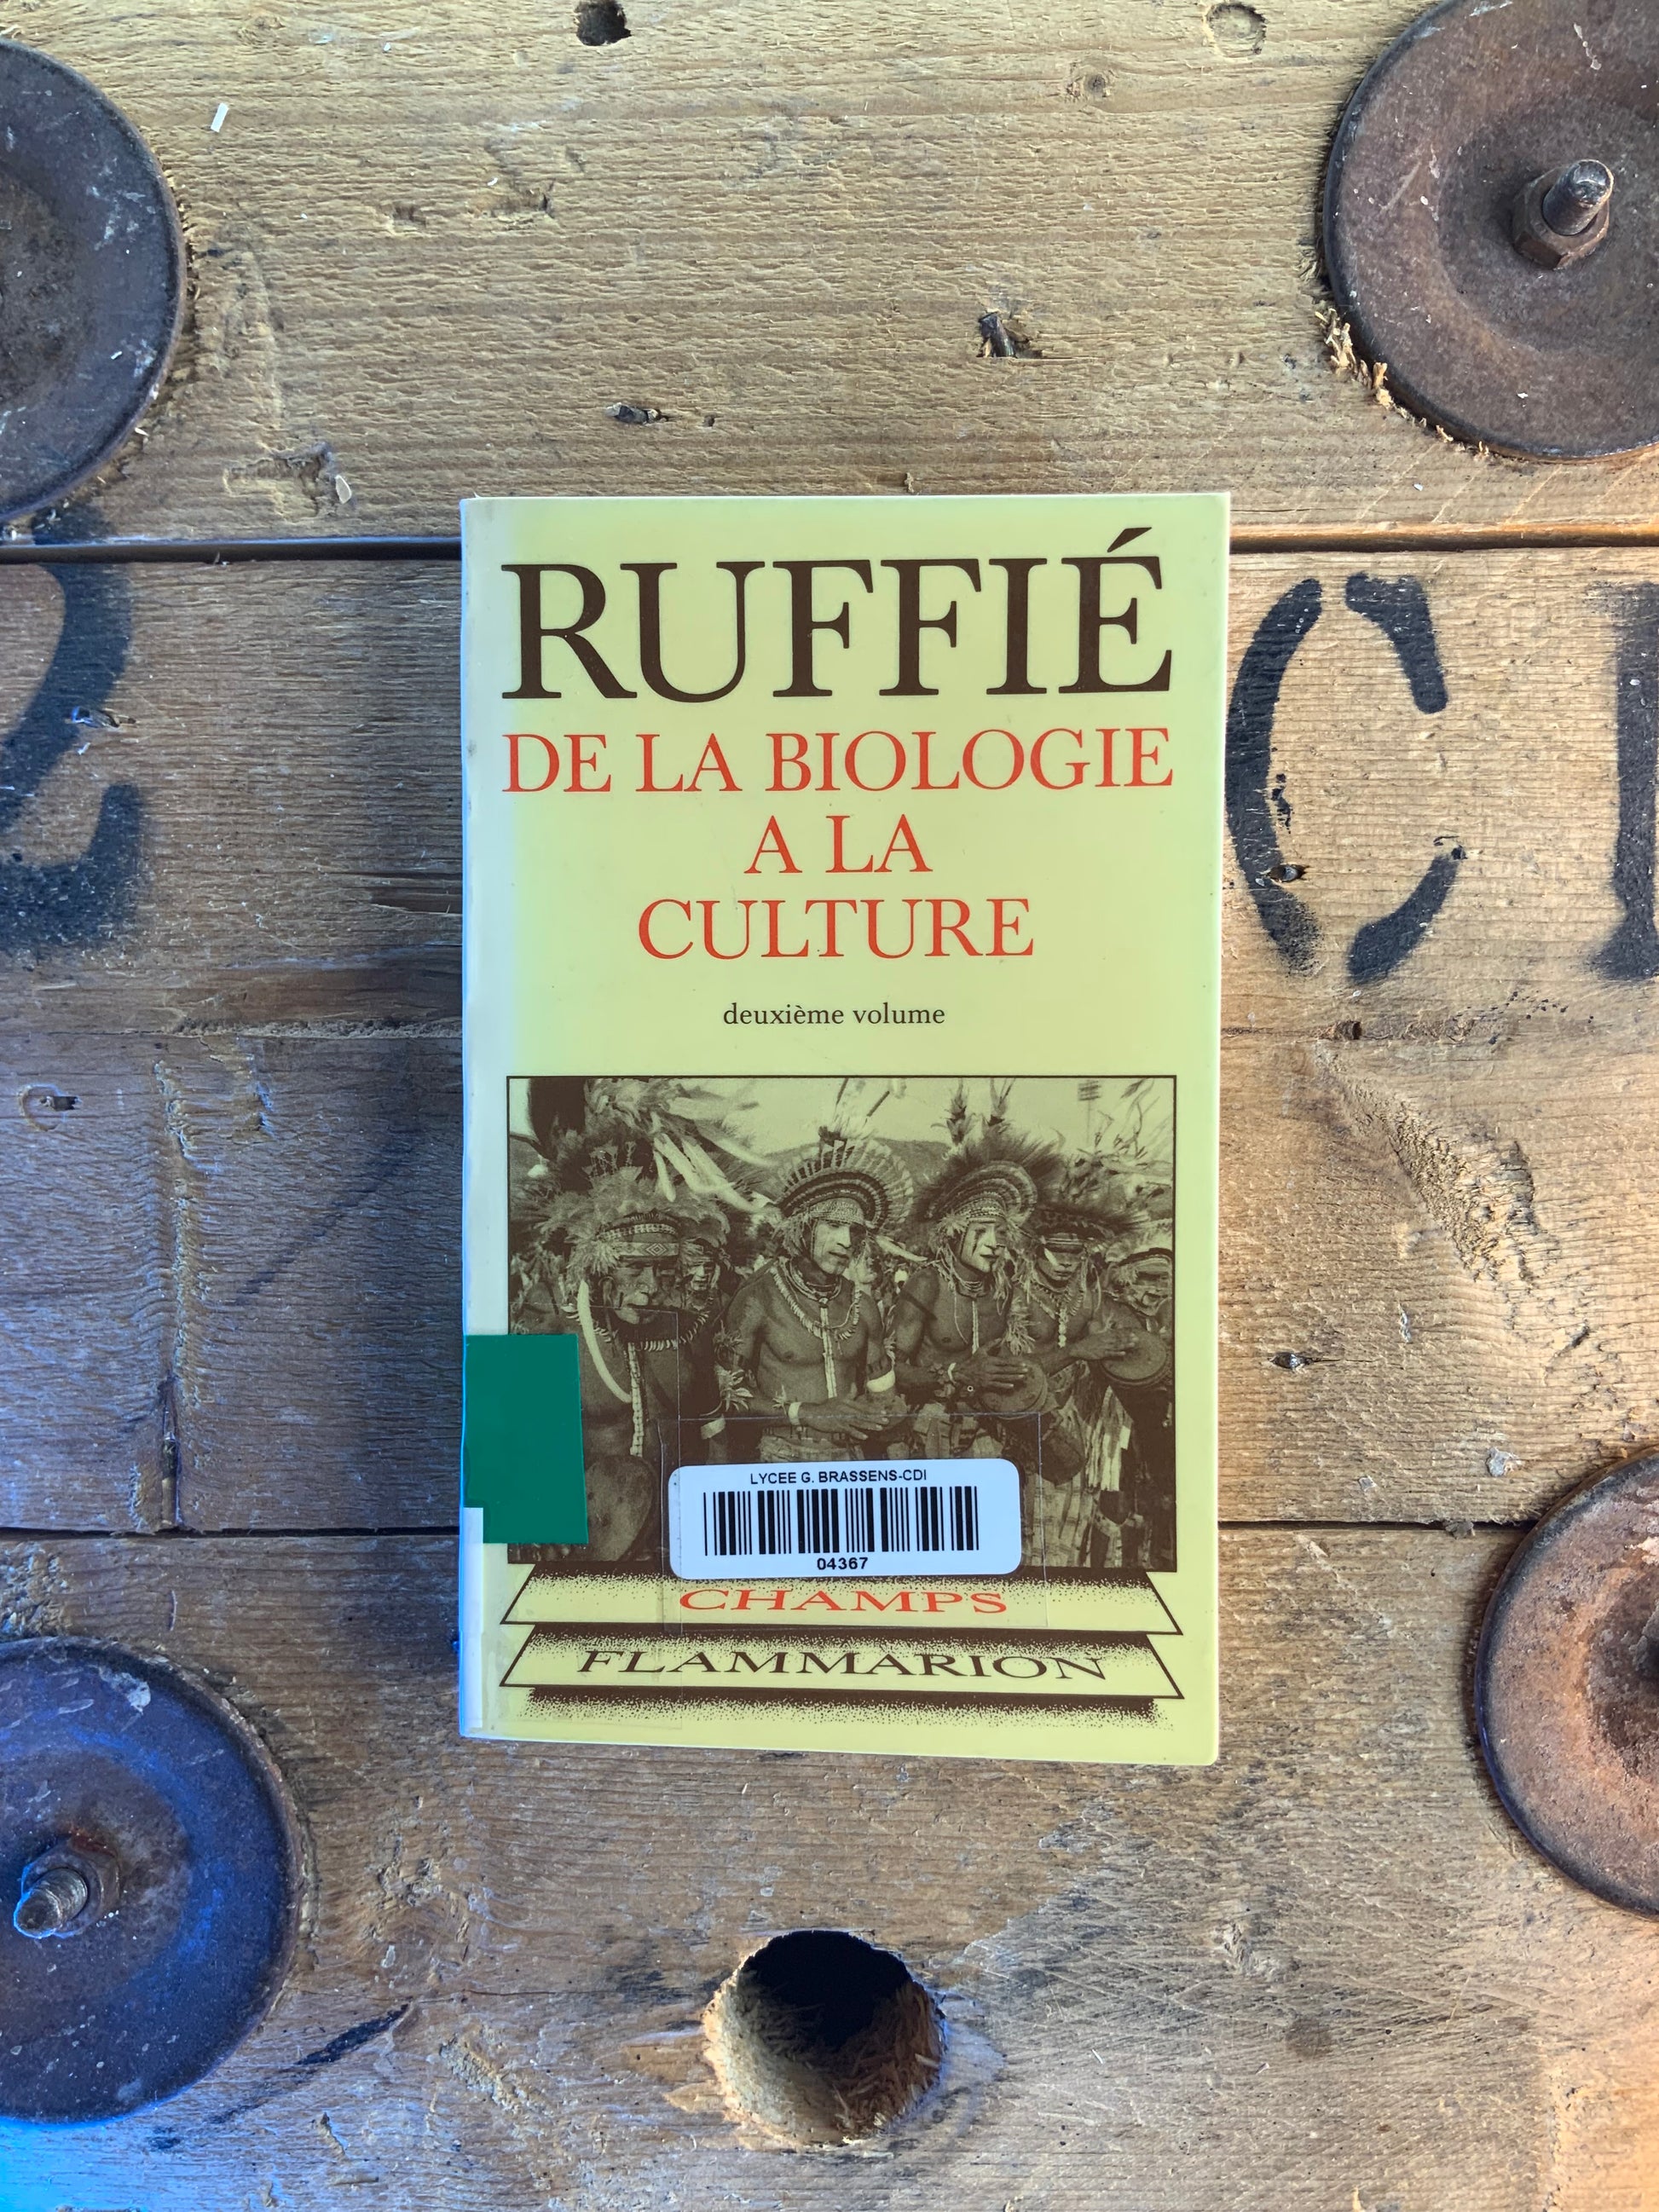 RUFFIÉ
DE LA BIOLOGIE
A LA
CULTURE
deuxième volume
LYCEE G. BRASSENS-CDI
04367
CHAMPS
FLAMMARION
C